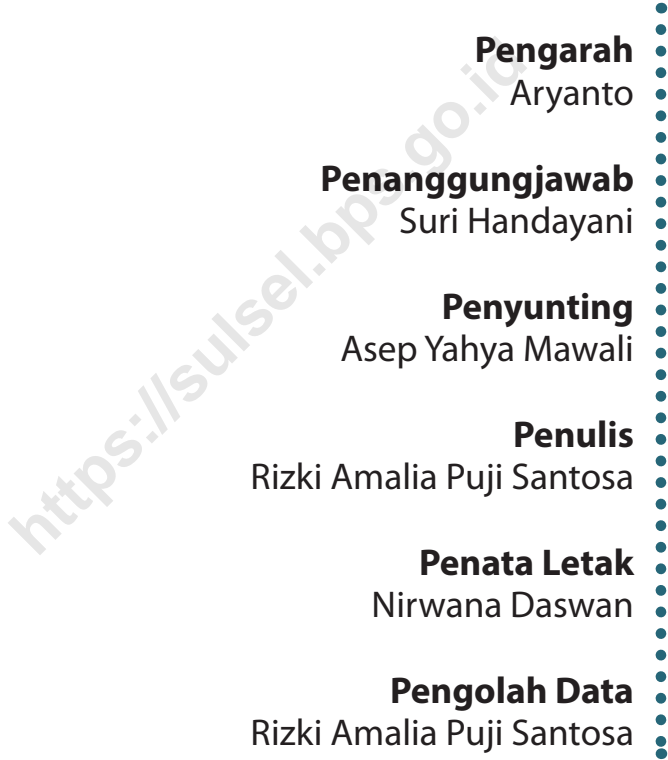 Pengarah
Aryanto
Penanggungjawab
Suri Handayani
Penyunting
Asep Yahya Mawali
Penulis
Rizki Amalia Puji Santosa
Penata Letak
Nirwana Daswan
Pengolah Data
Rizki Amalia Puji Santosa
https://sulsel.bps.go.id